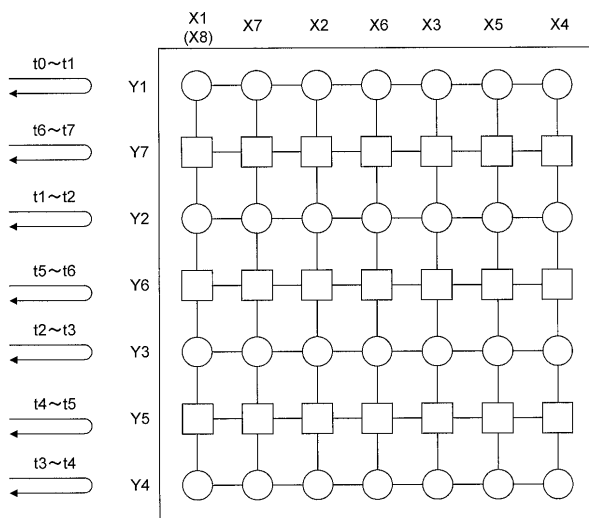 X1 X7 X2 X6 X3 X5 X4
(X8)
t0～t1 Y1
t6～t7 Y7
t1～t2 Y2
t5～t6 Y6
t2～t3 Y3
t4～t5 Y5
t3～t4 Y4